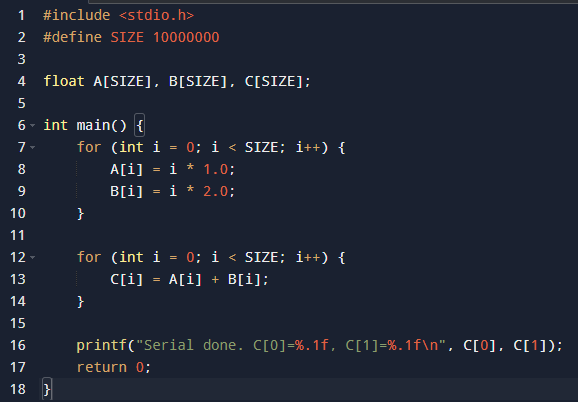 1 #include <stdio.h>
2 #define SIZE 10000000
3
4 float A[SIZE], B[SIZE], C[SIZE];
5
6 int main() {
7     for (int i = 0; i < SIZE; i++) {
8         A[i] = i * 1.0;
9         B[i] = i * 2.0;
10     }
11
12     for (int i = 0; i < SIZE; i++) {
13         C[i] = A[i] + B[i];
14     }
15
16     printf("Serial done. C[0]=%.1f, C[1]=%.1f\n", C[0], C[1]);
17     return 0;
18 }